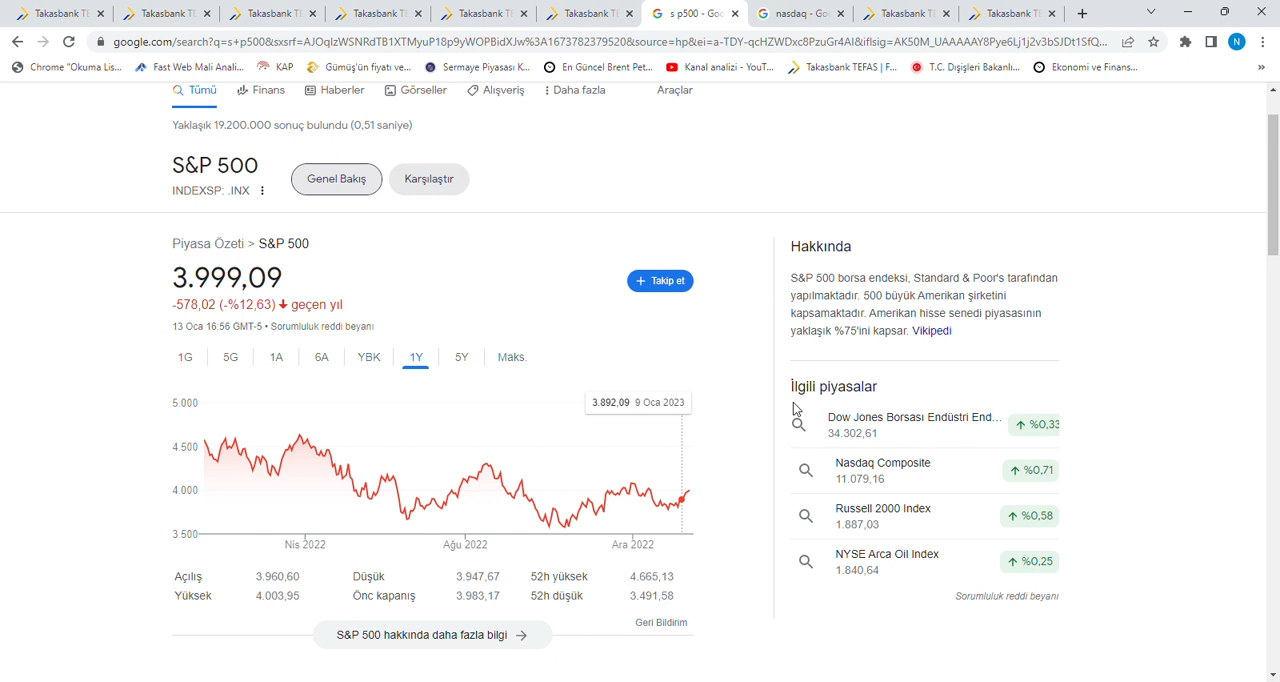 Takasbank TE
Takasbank TE
Takasbank TE
Takasbank TE
Takasbank TE
Takasbank TE
s p500 - Goo
nasdaq - Goo
Takasbank TE
Takasbank TE
google.com/search?q=s+p500&sxsrf=AJOqlzWSNRdTB1XTMyuP18p9yWOPBidXJw%3A1673782379520&source=hp&ei=a-TDY-qcHZWDxc8PzuGr4AI&iflsig=AK50M_UAAAAAY8Pye6Lj1j2v3bSJDt1SfQ...
N
Chrome "Okuma Lis...
Fast Web Mali Anali...
KAP
Gümüş'ün fiyatı ve...
Sermaye Piyasası K...
En Güncel Brent Pet...
Kanal analizi - YouT...
Takasbank TEFAS | F...
T.C. Dışişleri Bakanlı...
Ekonomi ve Finans...
»
Tümü
Finans
Haberler
Görseller
Alışveriş
Daha fazla
Araçlar
Yaklaşık 19.200.000 sonuç bulundu (0,51 saniye)
S&P 500
INDEXSP: .INX
Genel Bakış
Karşılaştır
Piyasa Özeti > S&P 500
3.999,09
-578,02 (-%12,63) ↓ geçen yıl
13 Oca 16:56 GMT-5 • Sorumluluk reddi beyanı
+ Takip et
1G
5G
1A
6A
YBK
1Y
5Y
Maks.
3.892,09 9 Oca 2023
5.000
4.500
4.000
3.500
Nis 2022
Ağu 2022
Ara 2022
Açılış 3.960,60
Düşük 3.947,67
52h yüksek 4.665,13
Yüksek 4.003,95
Önc kapanış 3.983,17
52h düşük 3.491,58
Geri Bildirim
S&P 500 hakkında daha fazla bilgi →
Hakkında
S&P 500 borsa endeksi, Standard & Poor's tarafından
yapılmaktadır. 500 büyük Amerikan şirketini
kapsamaktadır. Amerikan hisse senedi piyasasının
yaklaşık %75'ini kapsar. Vikipedi
İlgili piyasalar
Dow Jones Borsası Endüstri End...
34.302,61
↑ %0,33
Nasdaq Composite
11.079,16
↑ %0,71
Russell 2000 Index
1.887,03
↑ %0,58
NYSE Arca Oil Index
1.840,64
↑ %0,25
Sorumluluk reddi beyanı